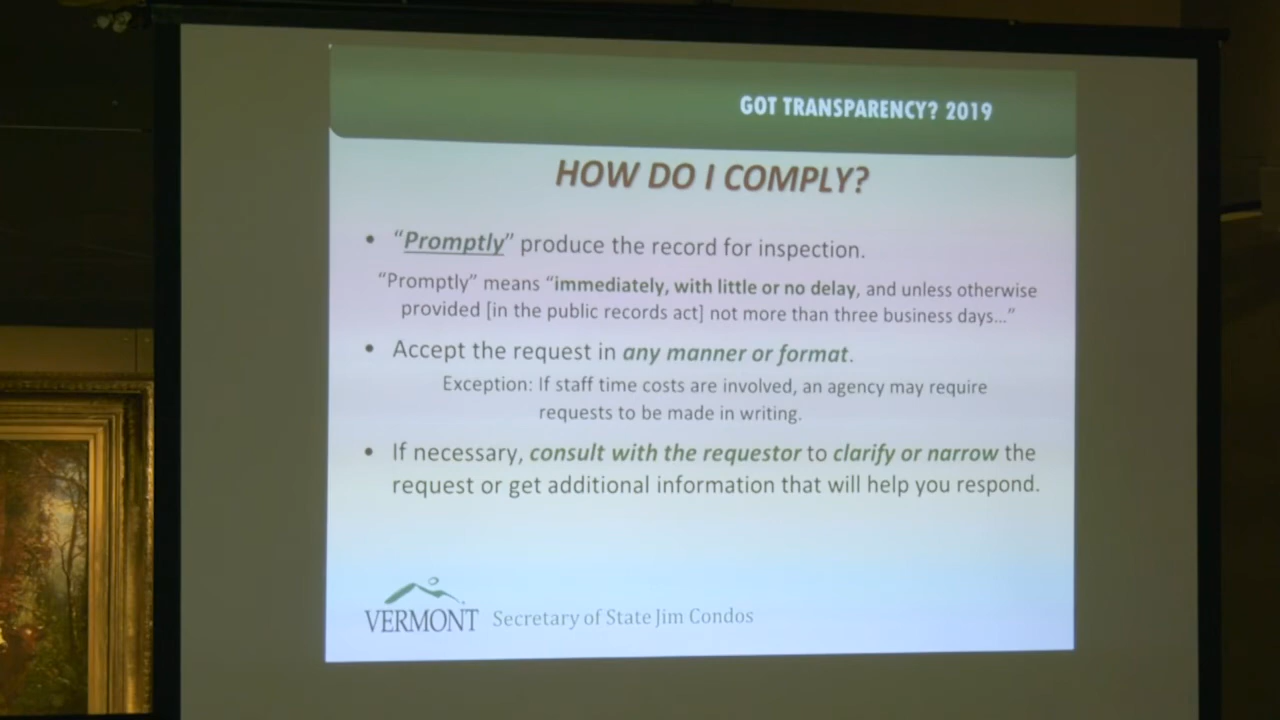 GOT TRANSPARENCY? 2019
HOW DO I COMPLY?
• “Promptly” produce the record for inspection.
“Promptly” means “immediately, with little or no delay, and unless otherwise
provided [in the public records act] not more than three business days...”
• Accept the request in any manner or format.
Exception: If staff time costs are involved, an agency may require
requests to be made in writing.
• If necessary, consult with the requestor to clarify or narrow the
request or get additional information that will help you respond.
VERMONT Secretary of State Jim Condos